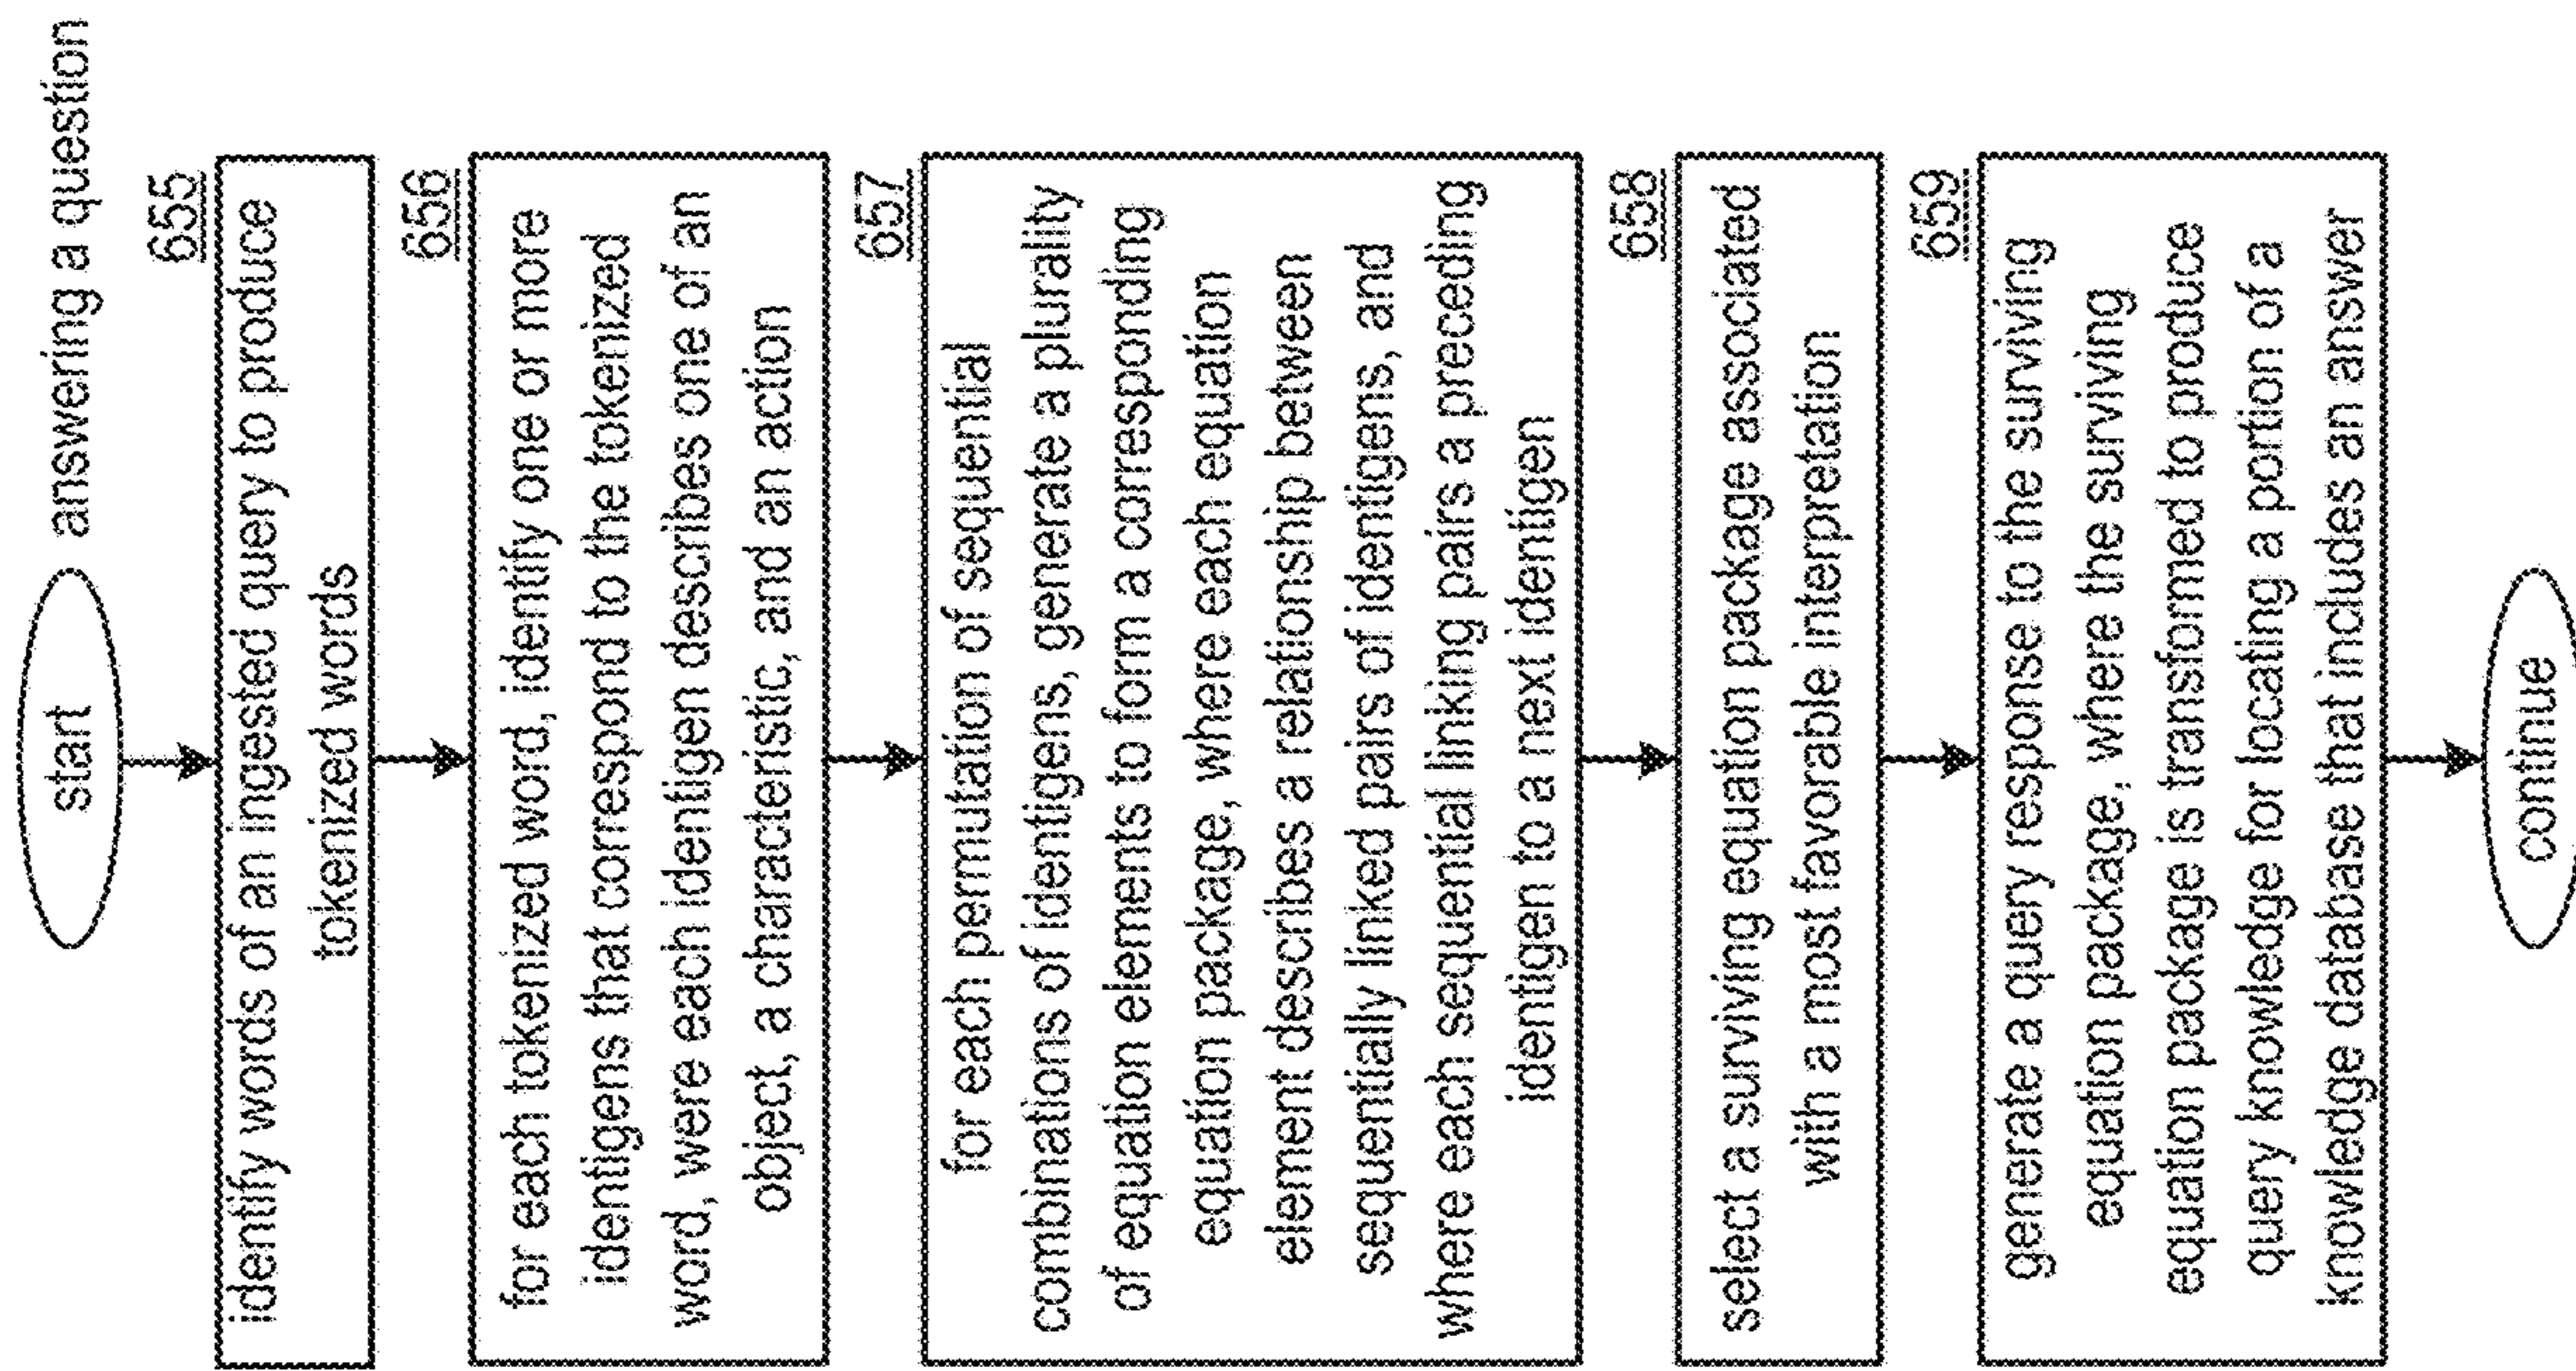 start
answering a question
655
identify words of an ingested query to produce
tokenized words
656
for each tokenized word, identify one or more
identigens that correspond to the tokenized
word, were each identigen describes one of an
object, a characteristic, and an action
657
for each permutation of sequential
combinations of identigens, generate a plurality
of equation elements to form a corresponding
equation package, where each equation
element describes a relationship between
sequentially linked pairs of identigens, and
where each sequential linking pairs a preceding
identigen to a next identigen
658
select a surviving equation package associated
with a most favorable interpretation
659
generate a query response to the surviving
equation package, where the surviving
equation package is transformed to produce
query knowledge for locating a portion of a
knowledge database that includes an answer
continue